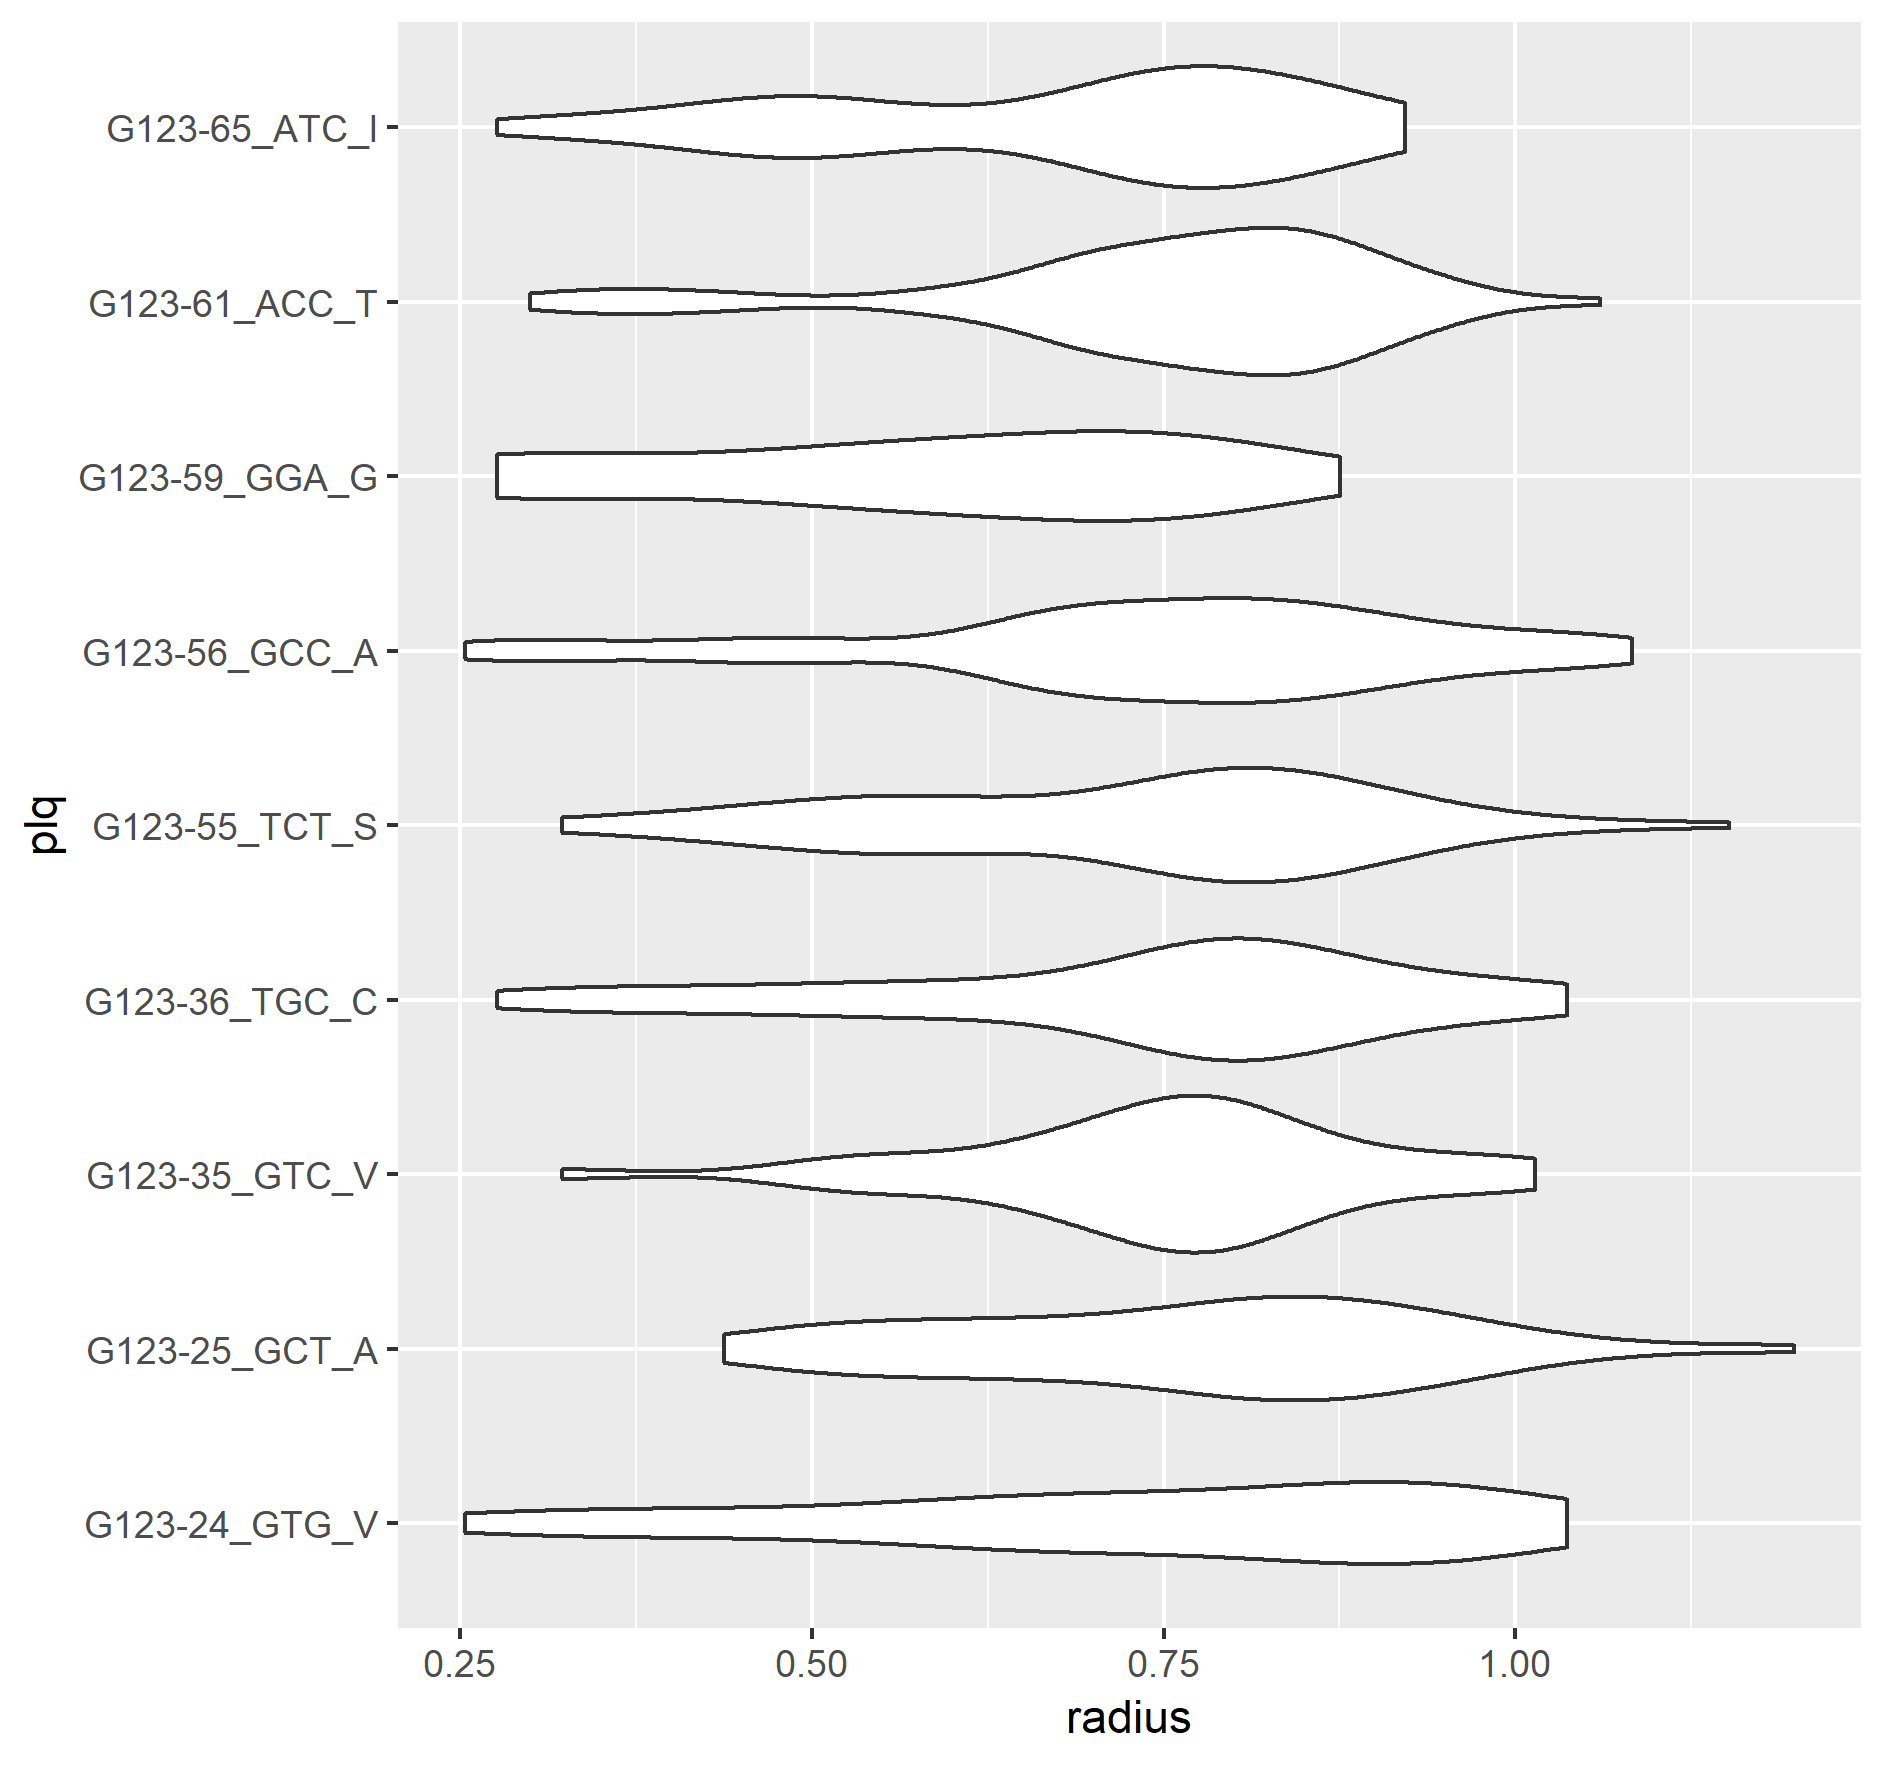 G123-65_ATC_I
G123-61_ACC_T
G123-59_GGA_G
G123-56_GCC_A
G123-55_TCT_S
G123-36_TGC_C
G123-35_GTC_V
G123-25_GCT_A
G123-24_GTG_V
plq
0.25 0.50 0.75 1.00
radius